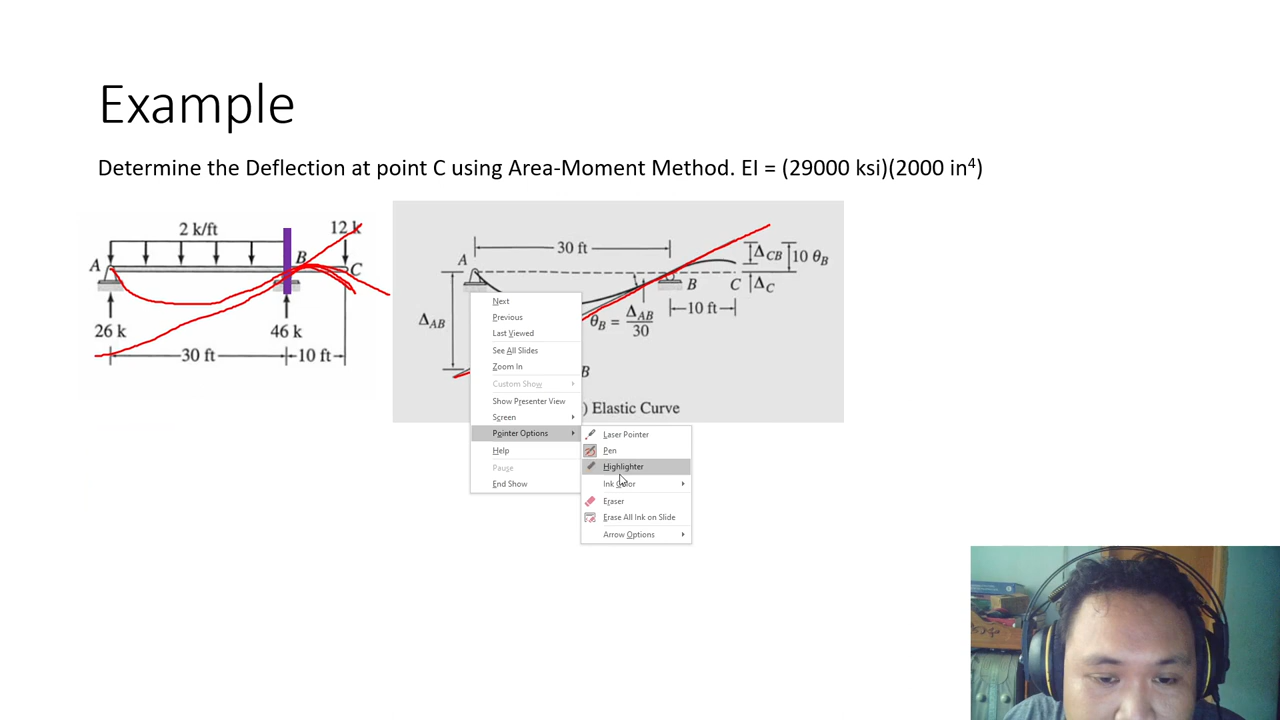 Example
Determine the Deflection at point C using Area-Moment Method. EI = (29000 ksi)(2000 in⁴)
2 k/ft
12 k
A
B
C
26 k
46 k
30 ft
10 ft
30 ft
A
B
C
Δ_CB
10 θ_B
Δ_C
10 ft
Δ_AB
θ_B = Δ_AB / 30
B
) Elastic Curve
Next
Previous
Last Viewed
See All Slides
Zoom In
Custom Show
Show Presenter View
Screen
Pointer Options
Help
Pause
End Show
Laser Pointer
Pen
Highlighter
Ink Color
Eraser
Erase All Ink on Slide
Arrow Options